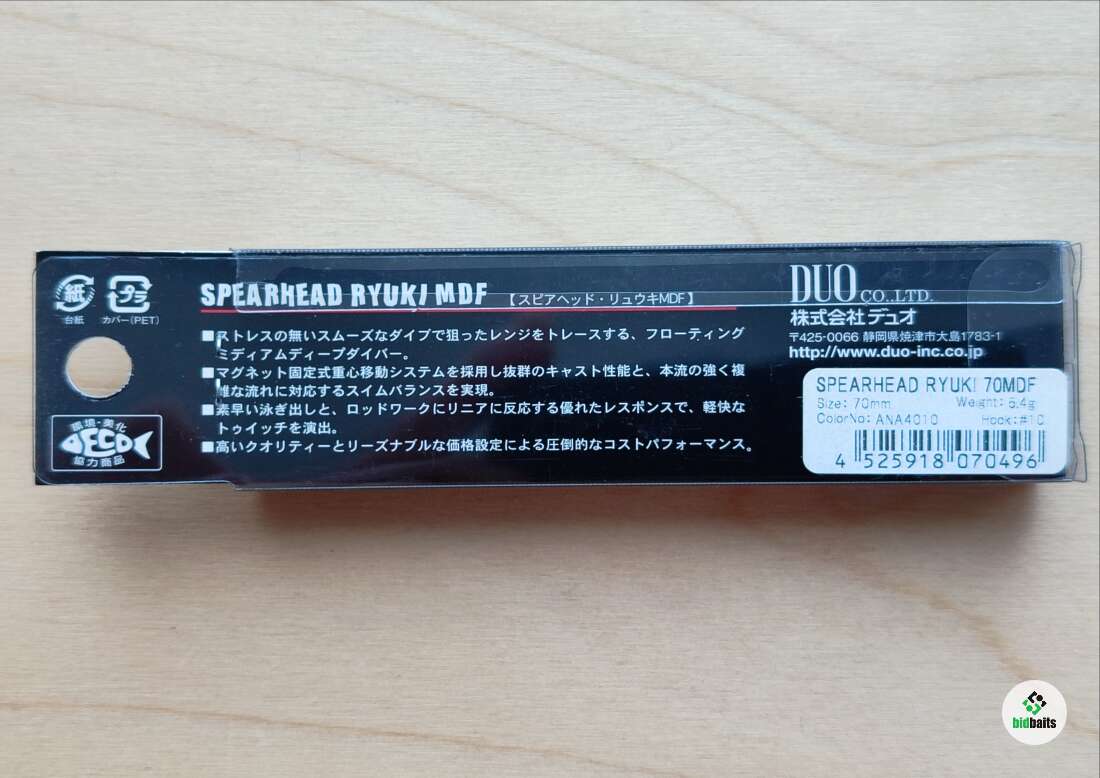 紙
台紙
プラ
カバー(PET)
環境・美化
ECO
協力商品
SPEARHEAD RYUKI MDF 【スピアヘッド・リュウキMDF】
■ストレスの無いスムーズなダイブで狙ったレンジをトレースする、フローティング
ミディアムディープダイバー。
■マグネット固定式重心移動システムを採用し抜群のキャスト性能と、本流の強く複
雑な流れに対応するスイムバランスを実現。
■素早い泳ぎ出しと、ロッドワークにリニアに反応する優れたレスポンスで、軽快な
トゥイッチを演出。
■高いクオリティーとリーズナブルな価格設定による圧倒的なコストパフォーマンス。
DUO CO.,LTD.
株式会社デュオ
〒425-0066 静岡県焼津市大島1783-1
http://www.duo-inc.co.jp
SPEARHEAD RYUKI 70MDF
Size: 70mm Weight: 6.4g
ColorNo: ANA4010 Hook:#10
4 525918 070496
bidbaits